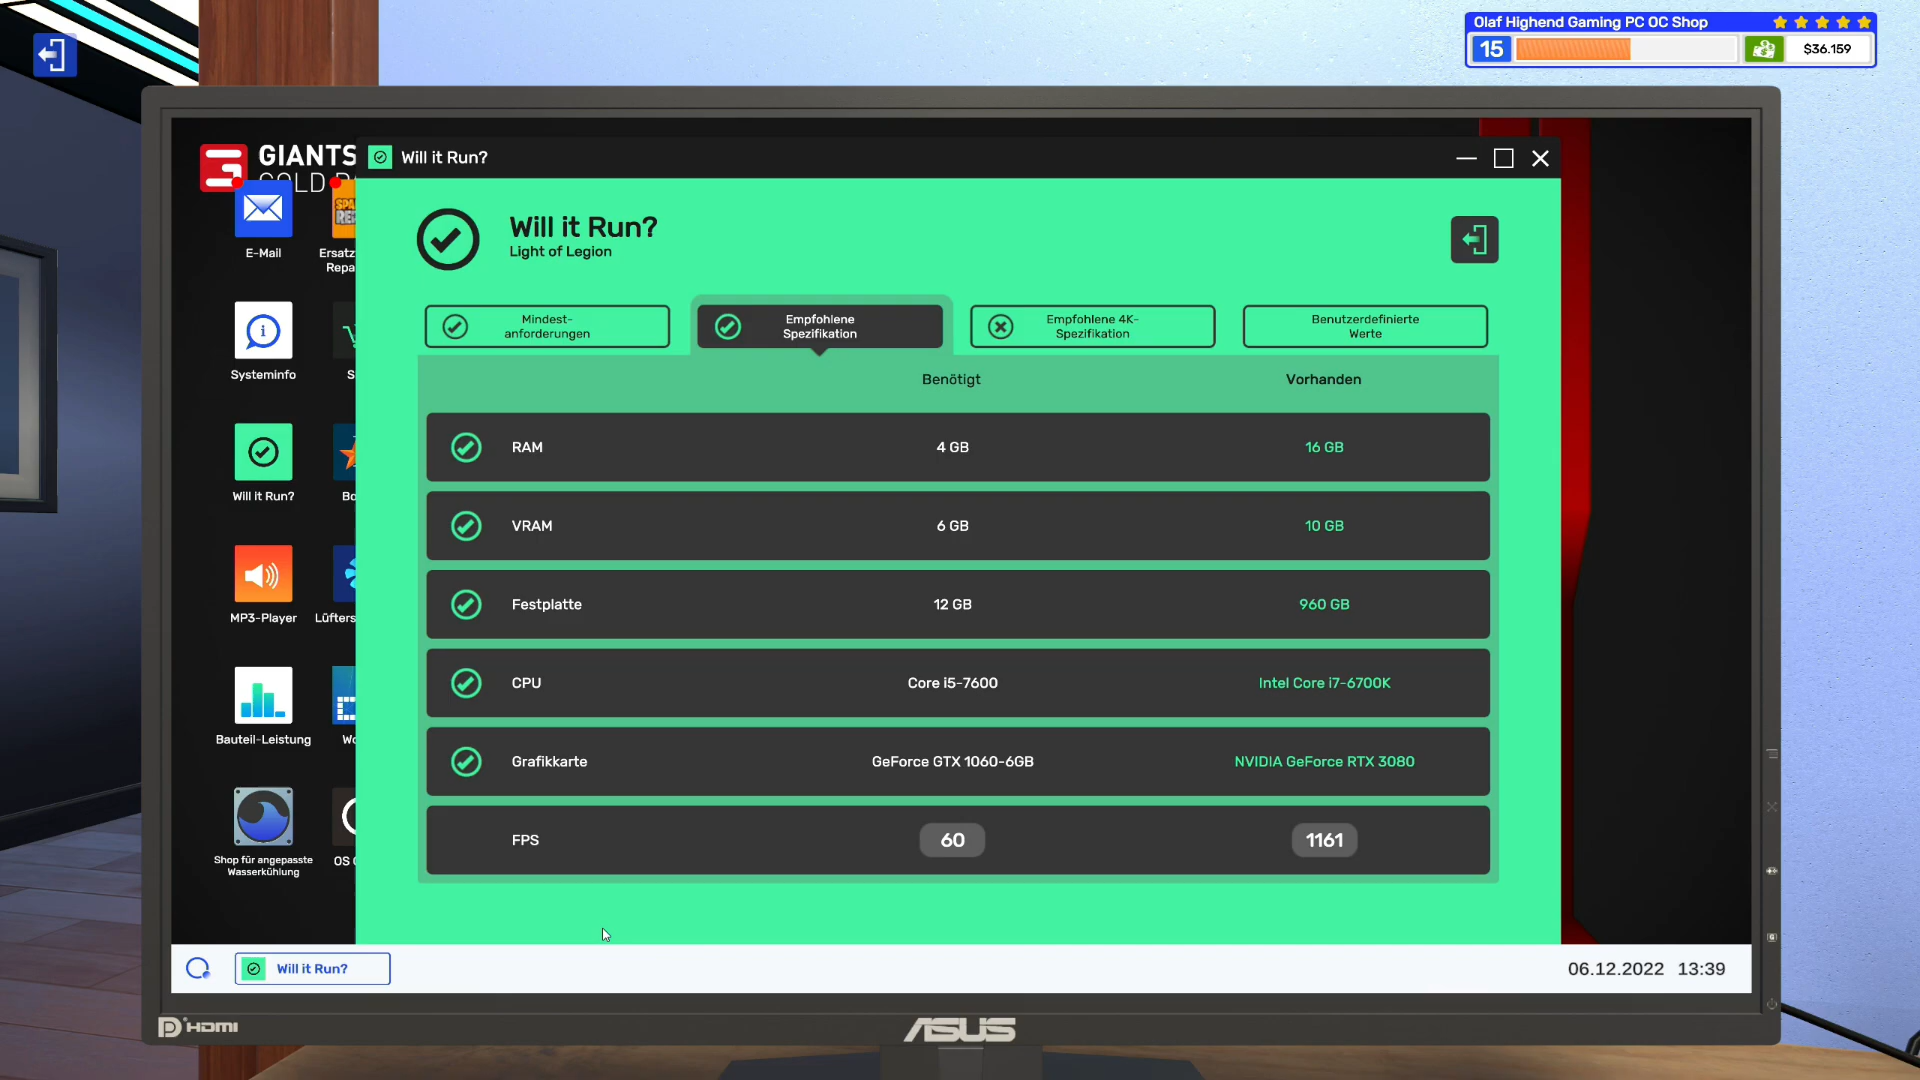 Olaf Highend Gaming PC OC Shop
15
$36.159
GIANTS
Will it Run?
E-Mail
Systeminfo
Will it Run?
MP3-Player
Bauteil-Leistung
Shop für angepasste
Wasserkühlung
Will it Run?
Light of Legion
Mindest-
anforderungen
Empfohlene
Spezifikation
Empfohlene 4K-
Spezifikation
Benutzerdefinierte
Werte
Benötigt
Vorhanden
RAM
4 GB
16 GB
VRAM
6 GB
10 GB
Festplatte
12 GB
960 GB
CPU
Core i5-7600
Intel Core i7-6700K
Grafikkarte
GeForce GTX 1060-6GB
NVIDIA GeForce RTX 3080
FPS
60
1161
Will it Run?
06.12.2022 13:39
HDMI
ASUS